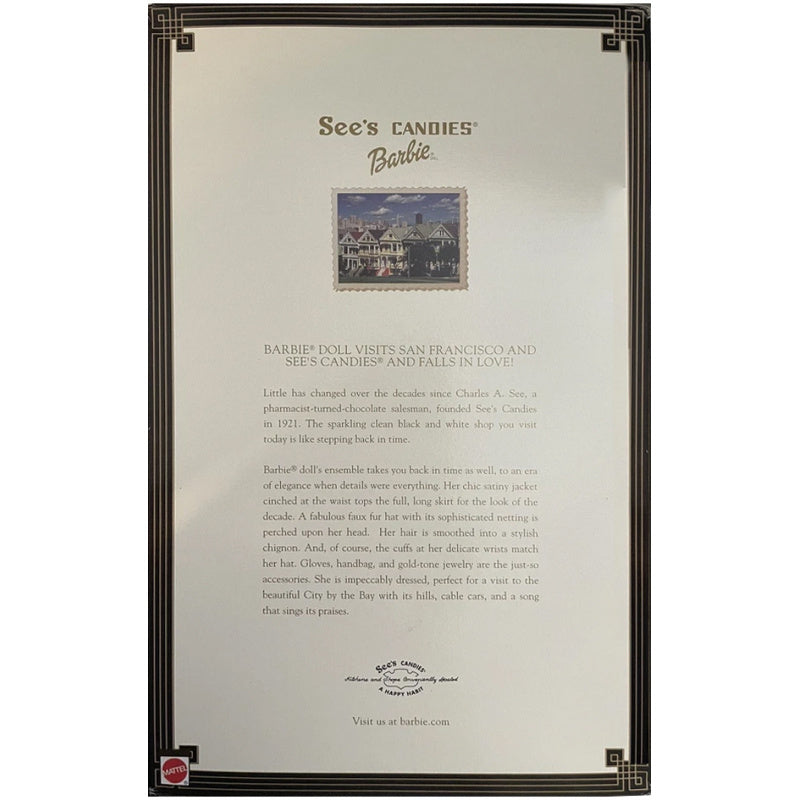 See's CANDIES®
Barbie
BARBIE® DOLL VISITS SAN FRANCISCO AND
SEE'S CANDIES® AND FALLS IN LOVE!
Little has changed over the decades since Charles A. See, a
pharmacist-turned-chocolate salesman, founded See's Candies
in 1921. The sparkling clean black and white shop you visit
today is like stepping back in time.
Barbie® doll's ensemble takes you back in time as well, to an era
of elegance when details were everything. Her chic satiny jacket
cinched at the waist tops the full, long skirt for the look of the
decade. A fabulous faux fur hat with its sophisticated netting is
perched upon her head. Her hair is smoothed into a stylish
chignon. And, of course, the cuffs at her delicate wrists match
her hat. Gloves, handbag, and gold-tone jewelry are the just-so
accessories. She is impeccably dressed, perfect for a visit to the
beautiful City by the Bay with its hills, cable cars, and a song
that sings its praises.
See's CANDIES®
Kitchens and Shops Conveniently Located
A HAPPY HABIT
Visit us at barbie.com
MATTEL